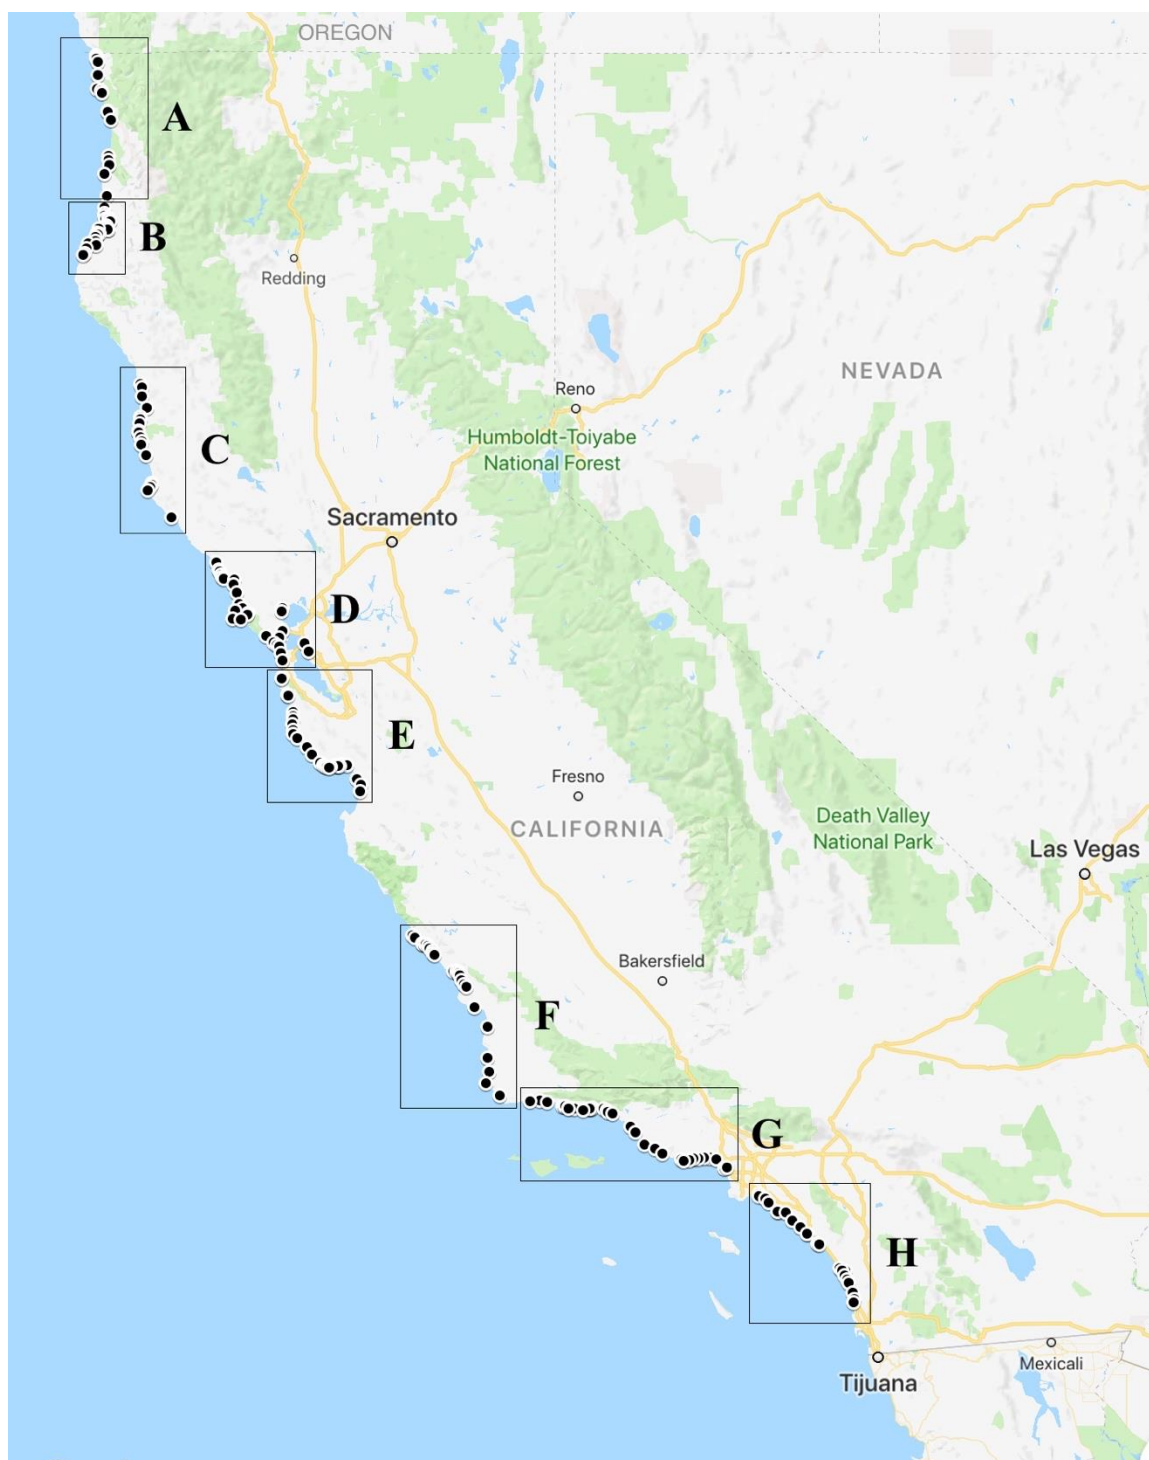 OREGON
A
B
Redding
NEVADA
Reno
Humboldt-Toiyabe
National Forest
C
Sacramento
D
E
Fresno
CALIFORNIA
Death Valley
National Park
Las Vegas
Bakersfield
F
G
H
Mexicali
Tijuana